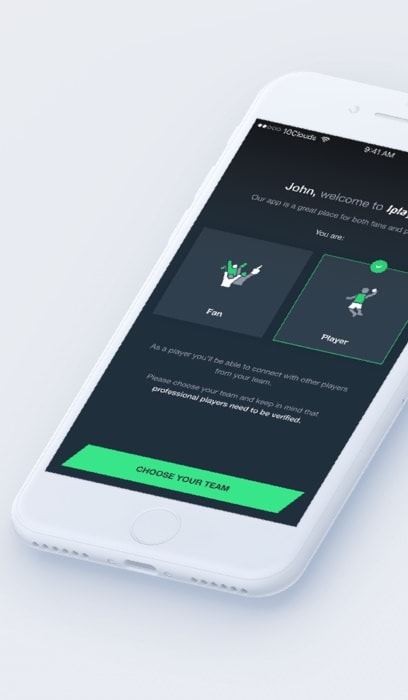 10Clouds
9:41 AM
John, welcome to
Our app is a great place for both fans and
You are:
Fan
Player
As a player you'll be able to connect with other players
from your team.
Please choose your team and keep in mind that
professional players need to be verified.
CHOOSE YOUR TEAM